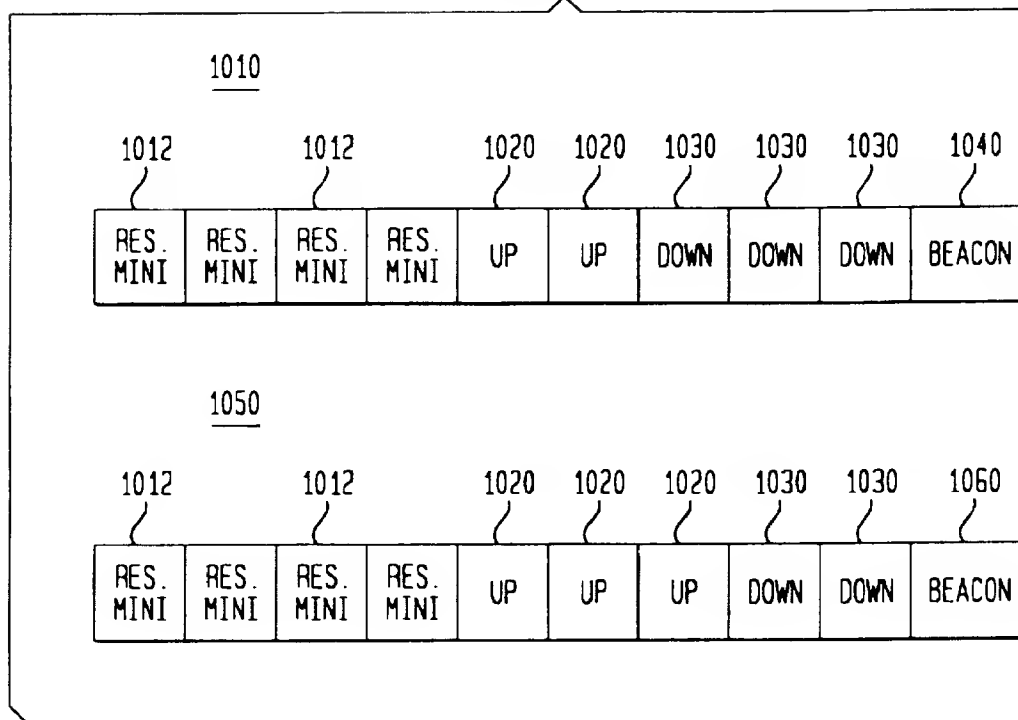 1010
1012 1012 1020 1020 1030 1030 1030 1040
RES. RES. RES. RES. UP UP DOWN DOWN DOWN BEACON
MINI MINI MINI MINI
1050
1012 1012 1020 1020 1020 1030 1030 1060
RES. RES. RES. RES. UP UP UP DOWN DOWN BEACON
MINI MINI MINI MINI